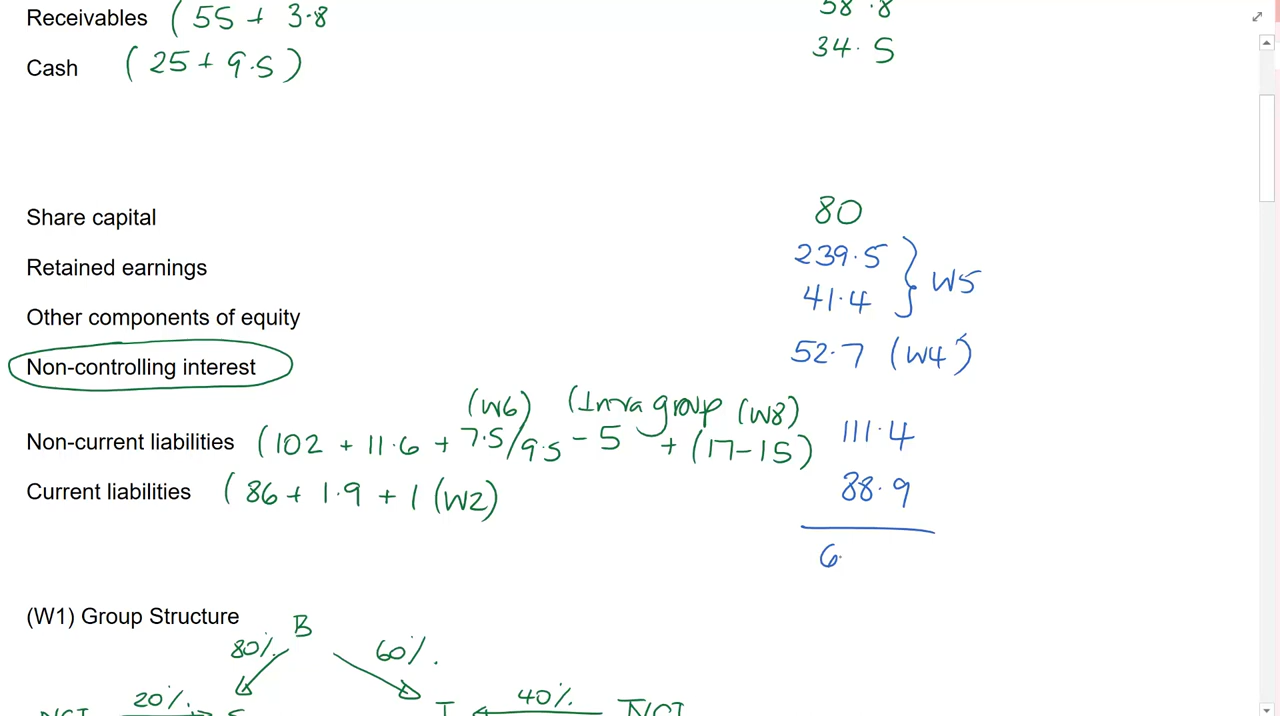 Receivables ( 55 + 3.8 58.8
Cash ( 25 + 9.5 ) 34.5
Share capital 80
Retained earnings 239.5
Other components of equity 41.4 } W5
Non-controlling interest 52.7 (W4)
(W6) (Inra group (W8)
Non-current liabilities (102 + 11.6 + 7.5/9.5 - 5 + (17-15) 111.4
Current liabilities ( 86 + 1.9 + 1 (W2) 88.9
6.
(W1) Group Structure
B
80%. 60%.
20%. 40%.
NCI S T NCI